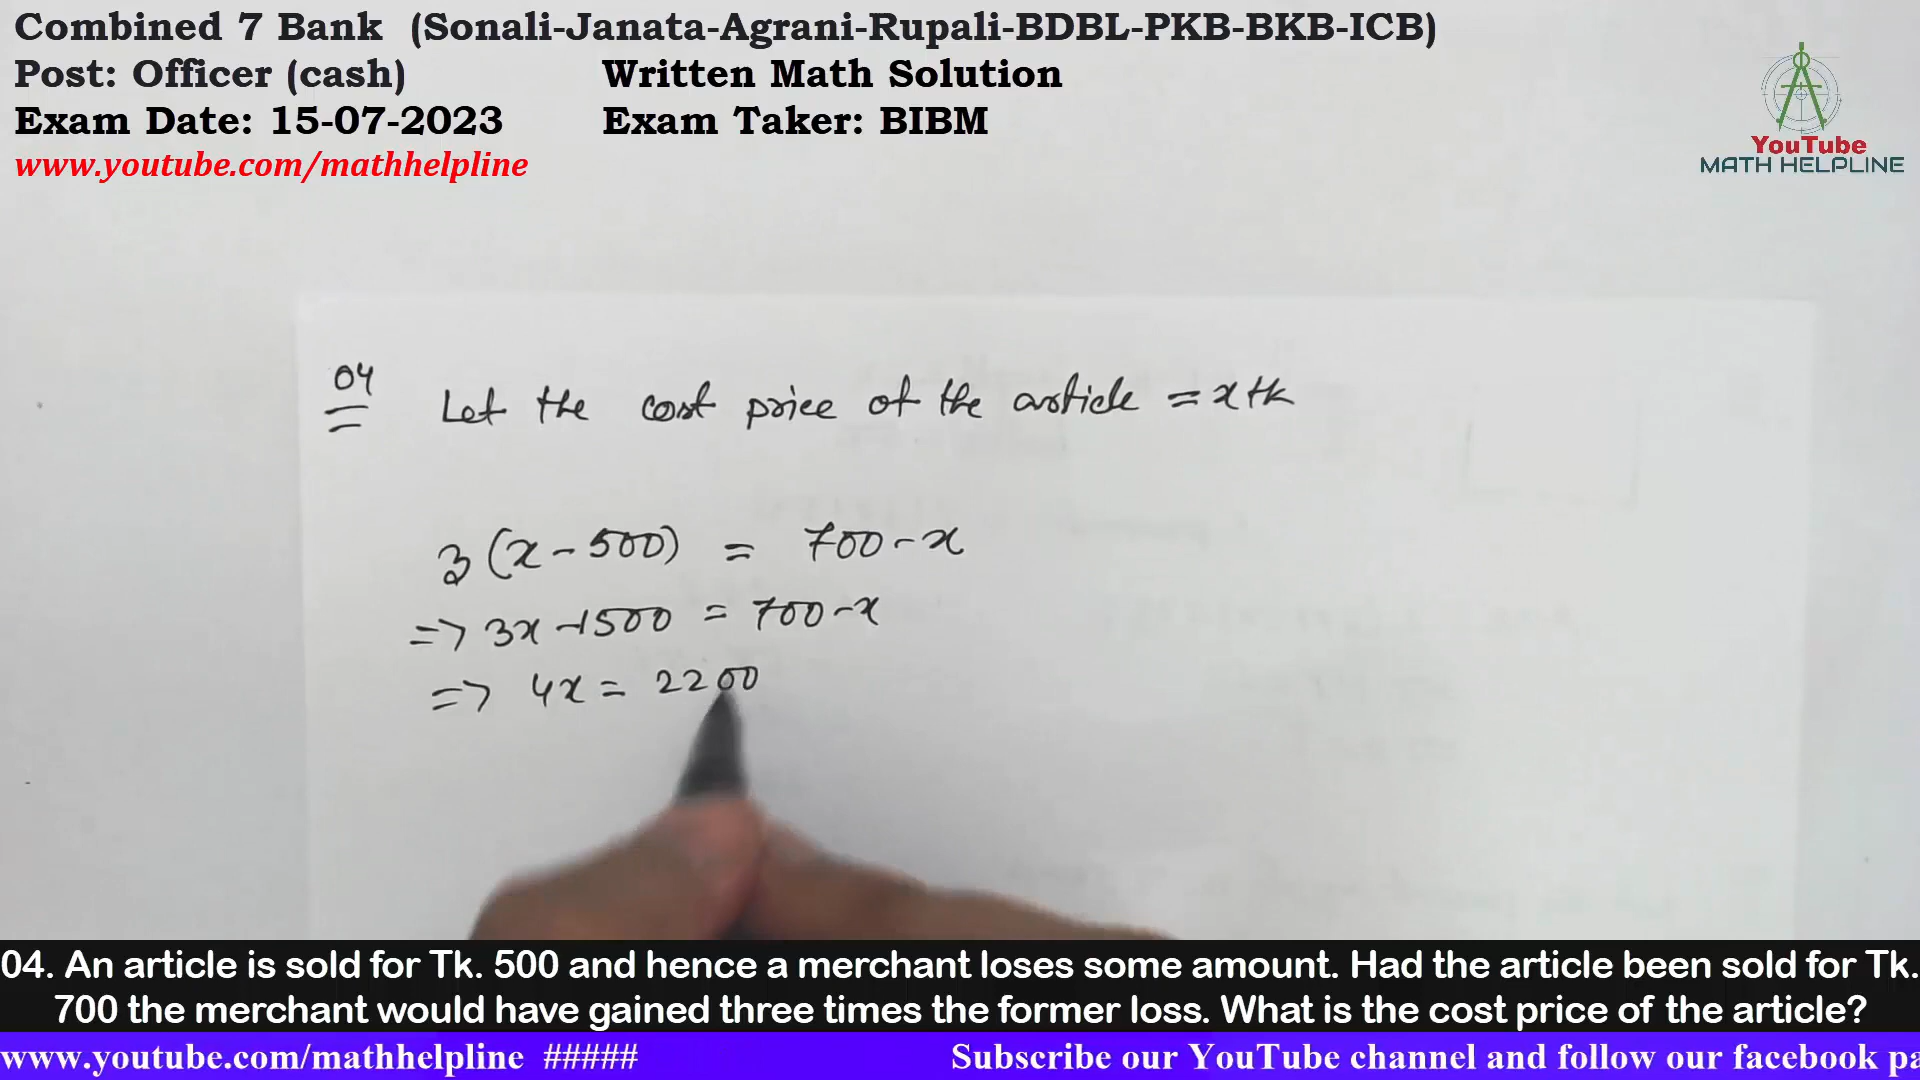 Combined 7 Bank (Sonali-Janata-Agrani-Rupali-BDBL-PKB-BKB-ICB)
Post: Officer (cash) Written Math Solution
Exam Date: 15-07-2023 Exam Taker: BIBM
www.youtube.com/mathhelpline
YouTube
MATH HELPLINE
04 Let the cost price of the article = x tk
3(x-500) = 700-x
=> 3x-1500 = 700-x
=> 4x = 2200
04. An article is sold for Tk. 500 and hence a merchant loses some amount. Had the article been sold for Tk.
700 the merchant would have gained three times the former loss. What is the cost price of the article?
www.youtube.com/mathhelpline ##### Subscribe our YouTube channel and follow our facebook pa